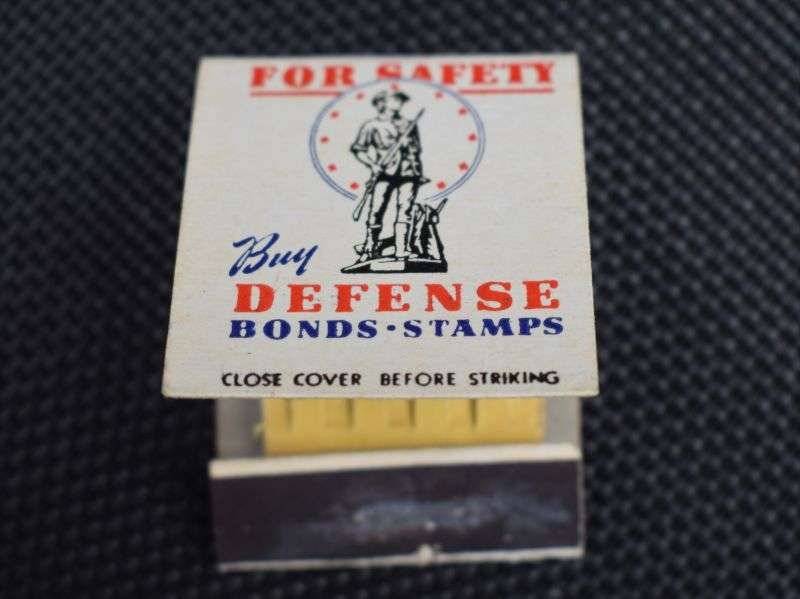 FOR SAFETY
Buy
DEFENSE
BONDS·STAMPS
CLOSE COVER BEFORE STRIKING